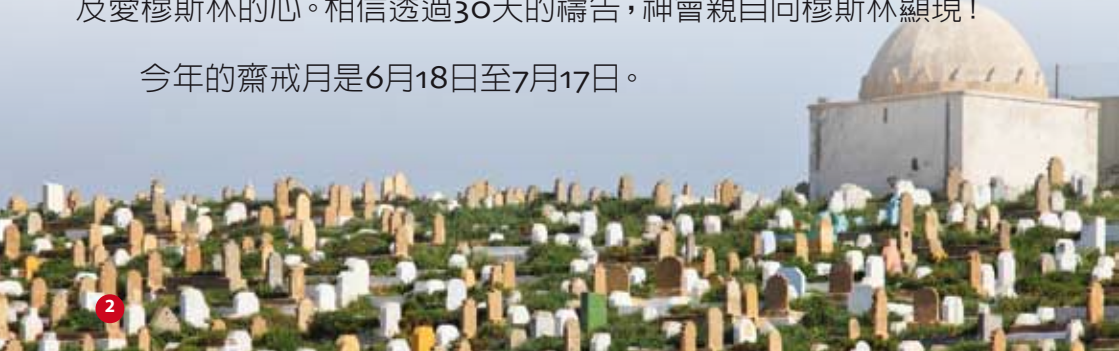 及愛穆斯林的心。相信透過30天的禱告，神會親自向穆斯林顯現！
今年的齋戒月是6月18日至7月17日。
2